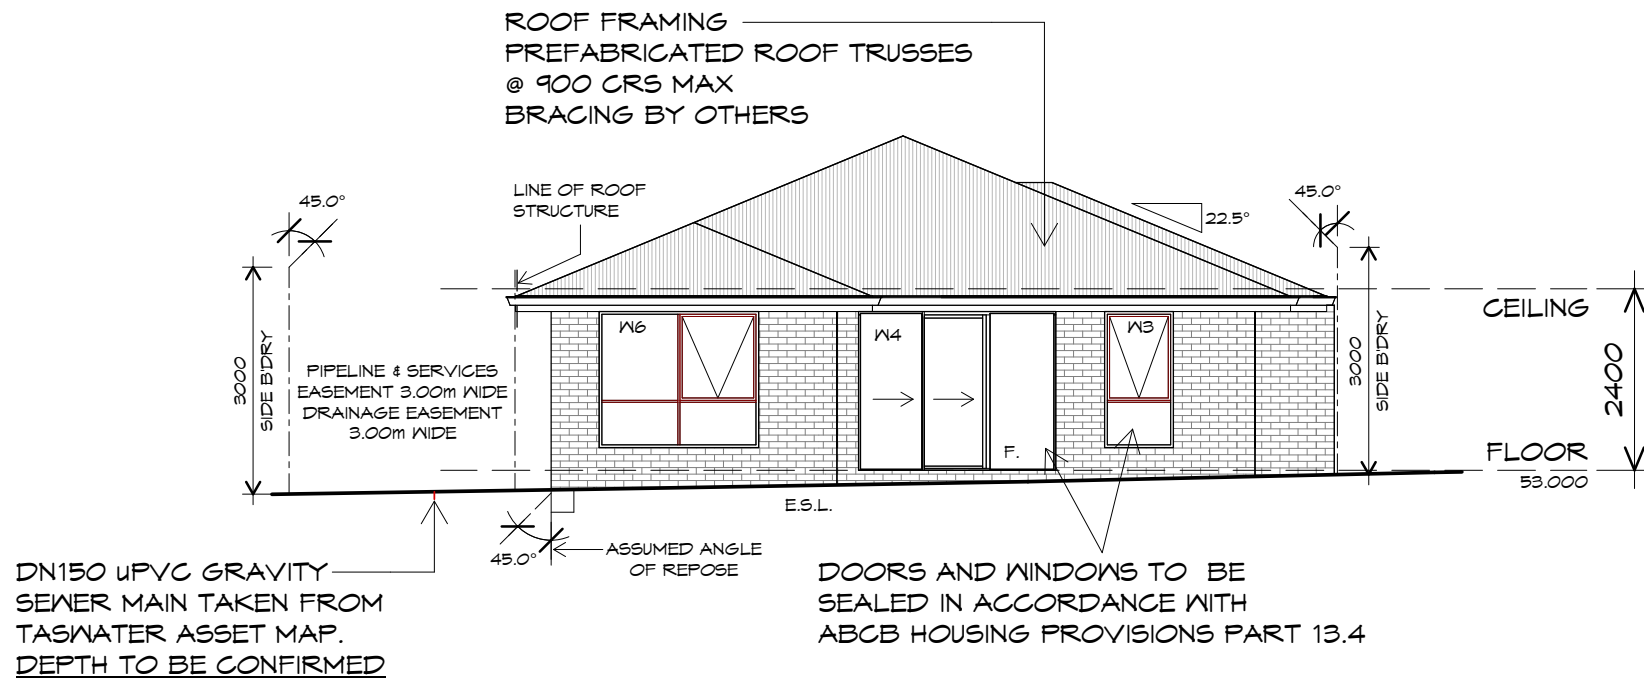 ROOF FRAMING
PREFABRICATED ROOF TRUSSES
@ 900 CRS MAX
BRACING BY OTHERS
LINE OF ROOF
STRUCTURE
45.0°
45.0°
22.5°
3000
SIDE B'DRY
PIPELINE & SERVICES
EASEMENT 3.00m WIDE
DRAINAGE EASEMENT
3.00m WIDE
W6
W4
W3
F.
3000
SIDE B'DRY
CEILING
2400
FLOOR
53.000
E.S.L.
45.0°
ASSUMED ANGLE
OF REPOSE
DN150 uPVC GRAVITY
SEWER MAIN TAKEN FROM
TASWATER ASSET MAP.
DEPTH TO BE CONFIRMED
DOORS AND WINDOWS TO BE
SEALED IN ACCORDANCE WITH
ABCB HOUSING PROVISIONS PART 13.4